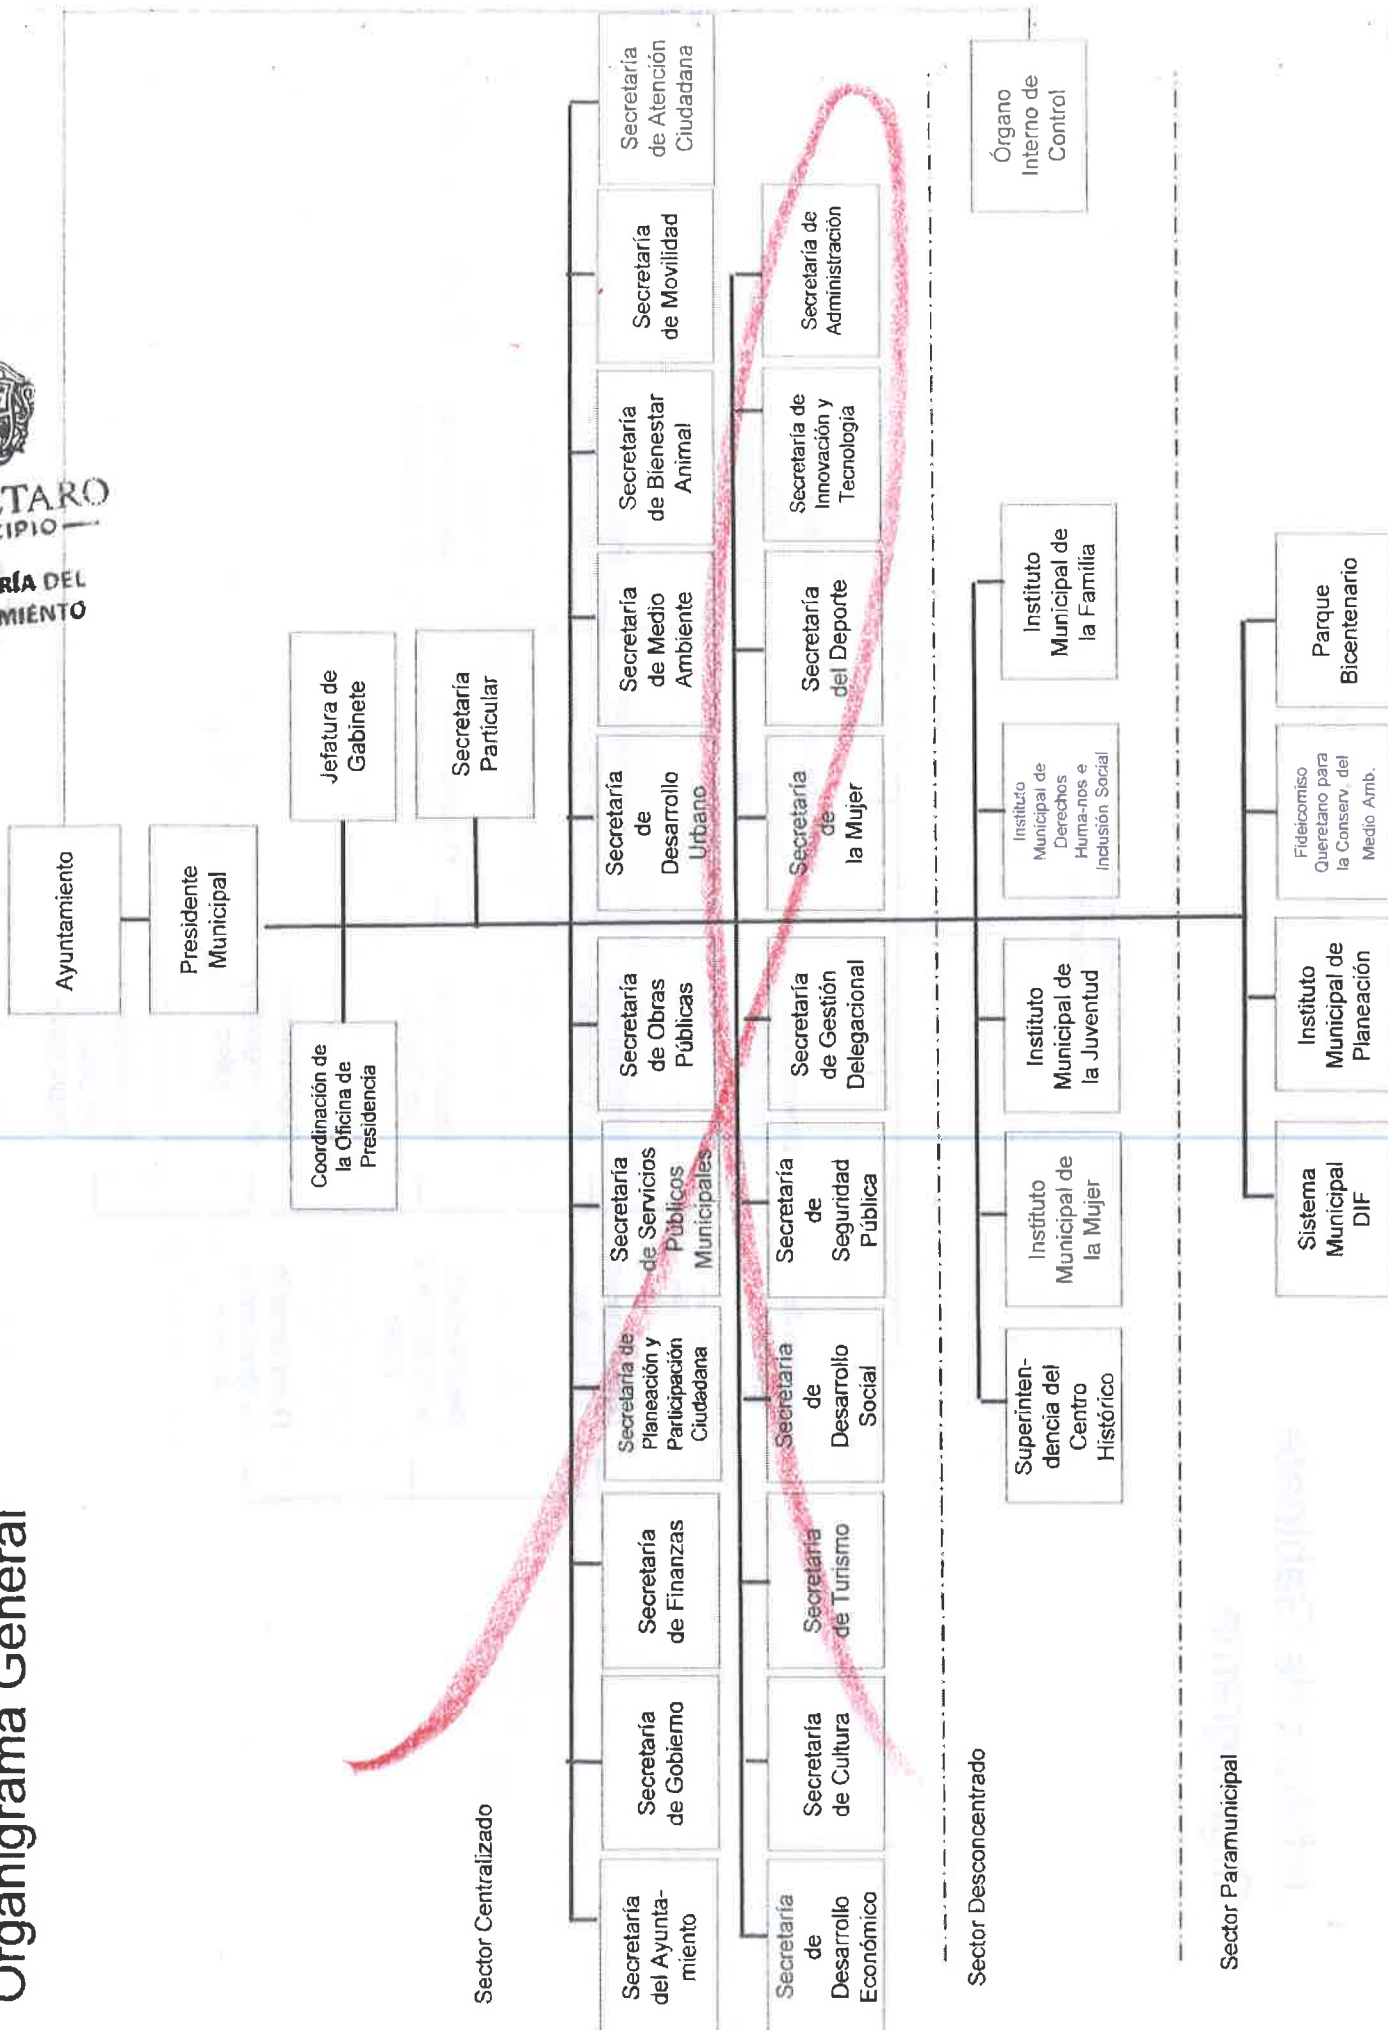 Organigrama General
TARO
CIPIO
RÍA DEL
MIENTO
Ayuntamiento
Presidente
Municipal
Coordinación de
la Oficina de
Presidencia
Jefatura de
Gabinete
Secretaría
Particular
Sector Centralizado
Secretaría
del Ayunta-
miento
Secretaría
de Gobierno
Secretaría
de Finanzas
Secretaría de
Planeación y
Participación
Ciudadana
Secretaría
de Servicios
Públicos
Municipales
Secretaría
de Obras
Públicas
Secretaría
de
Desarrollo
Urbano
Secretaría
de Medio
Ambiente
Secretaría
de Bienestar
Animal
Secretaría
de Movilidad
Secretaría
de Atención
Ciudadana
Secretaría
de
Desarrollo
Económico
Secretaría
de Cultura
Secretaría
de Turismo
Secretaría
de
Desarrollo
Social
Secretaría
de
Seguridad
Pública
Secretaría
de Gestión
Delegacional
Secretaría
de
la Mujer
Secretaría
del Deporte
Secretaría de
Innovación y
Tecnología
Secretaría de
Administración
Sector Desconcentrado
Órgano
Interno de
Control
Superinten-
dencia del
Centro
Histórico
Instituto
Municipal de
la Mujer
Instituto
Municipal de
la Juventud
Instituto
Municipal de
Derechos
Huma-nos e
Inclusión Social
Instituto
Municipal de
la Familia
Sector Paramunicipal
Sistema
Municipal
DIF
Instituto
Municipal de
Planeación
Fideicomiso
Queretano para
la Conserv. del
Medio Amb.
Parque
Bicentenario